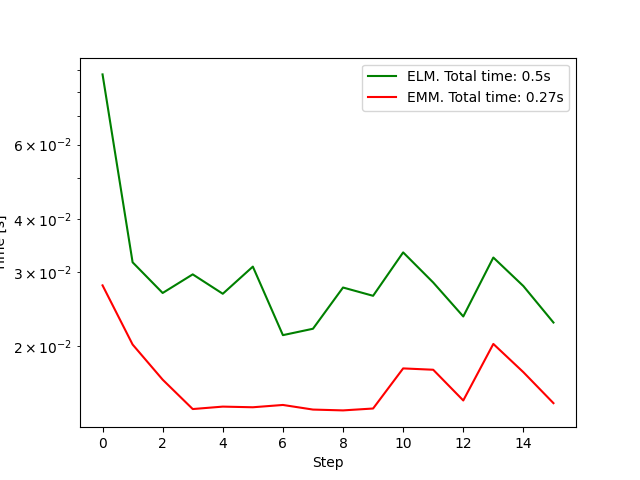 ELM. Total time: 0.5s
EMM. Total time: 0.27s
6 × 10⁻²
4 × 10⁻²
3 × 10⁻²
2 × 10⁻²
0 2 4 6 8 10 12 14
Step